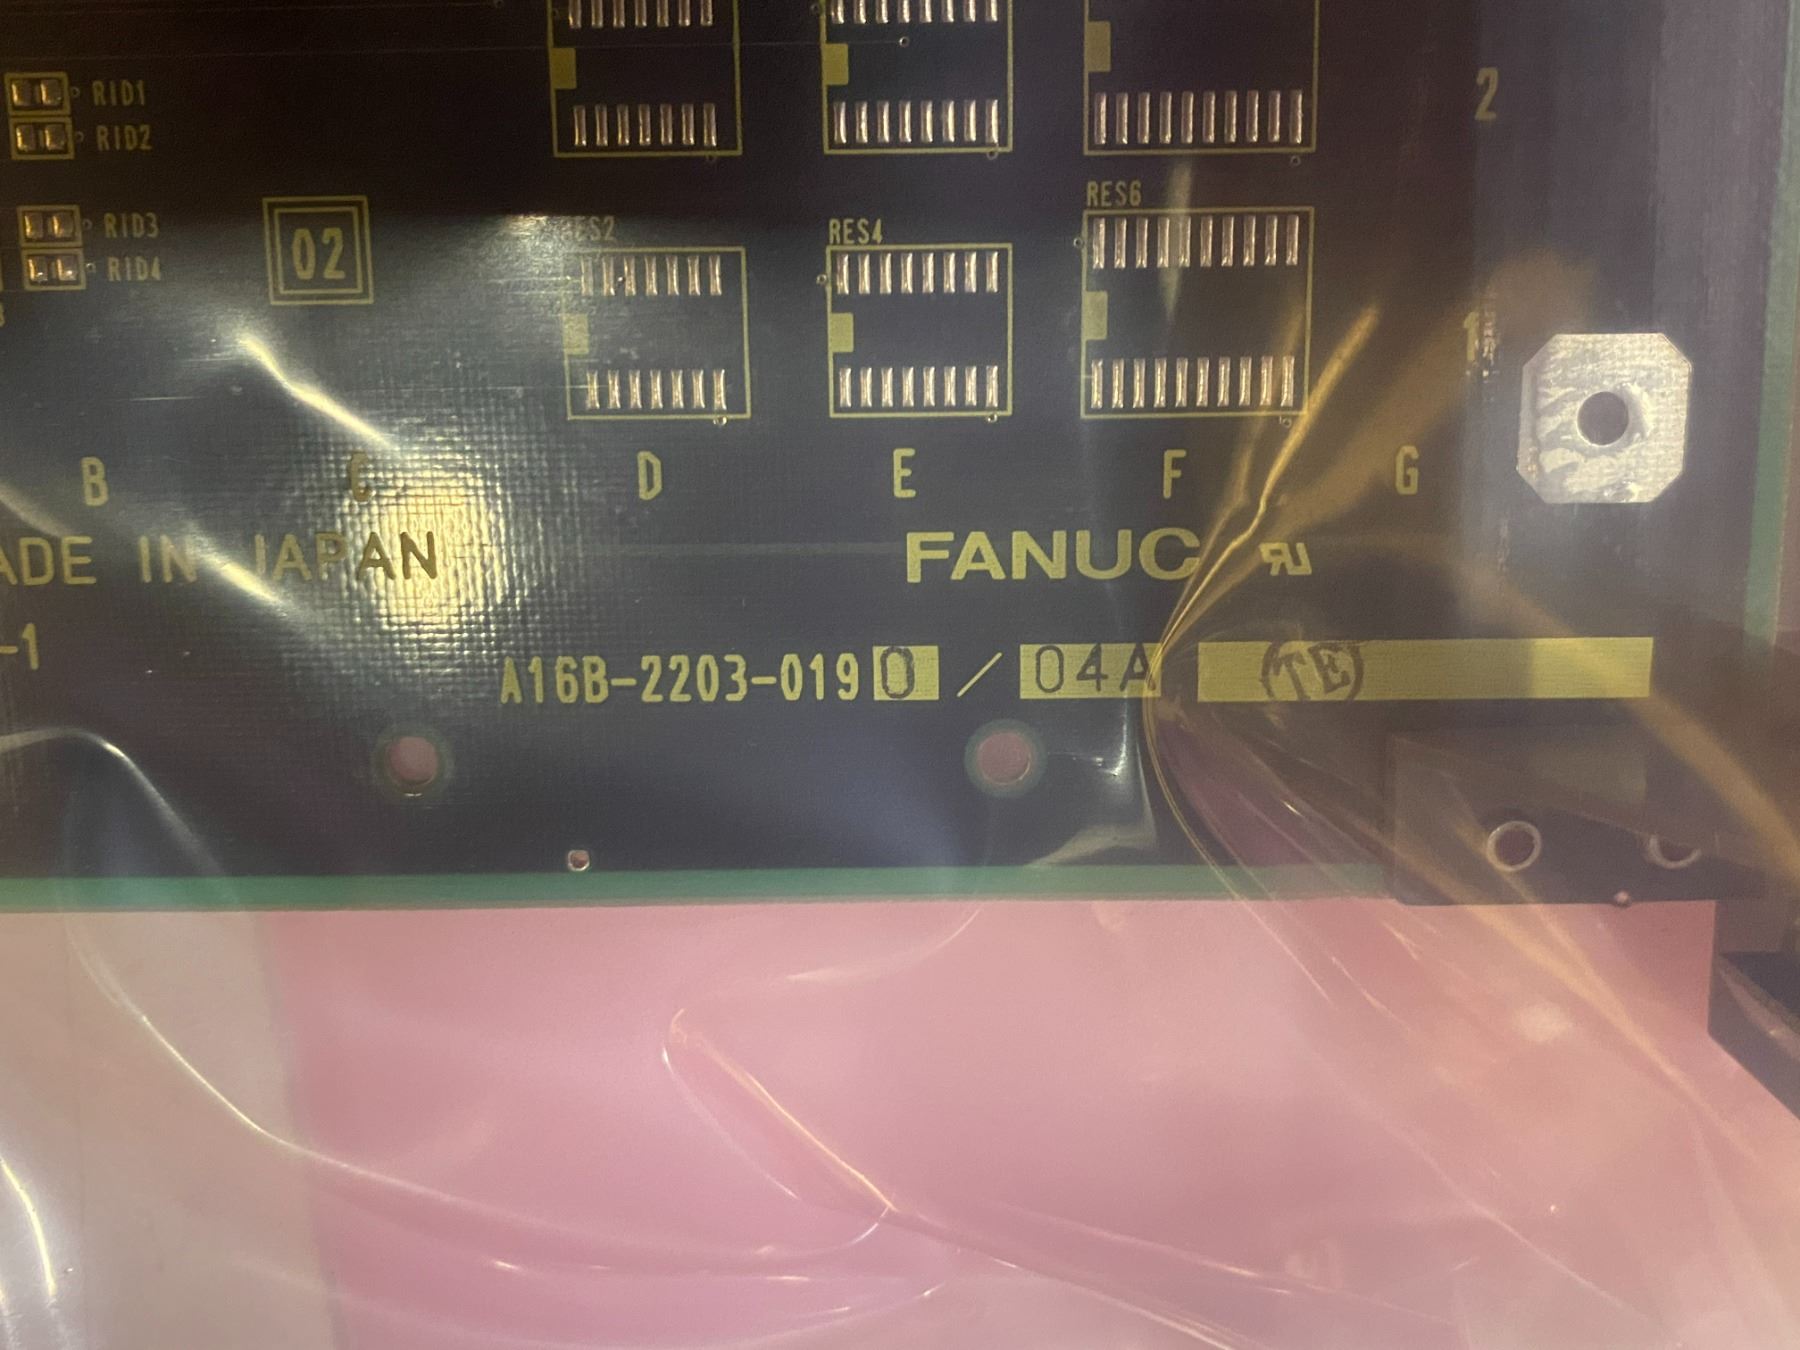 RID1
2
RID2
RES6
RID3
RES2
RES4
02
RID4
1
B C D E F G
ADE IN JAPAN
FANUC
-1
A16B-2203-0190 / 04A TE